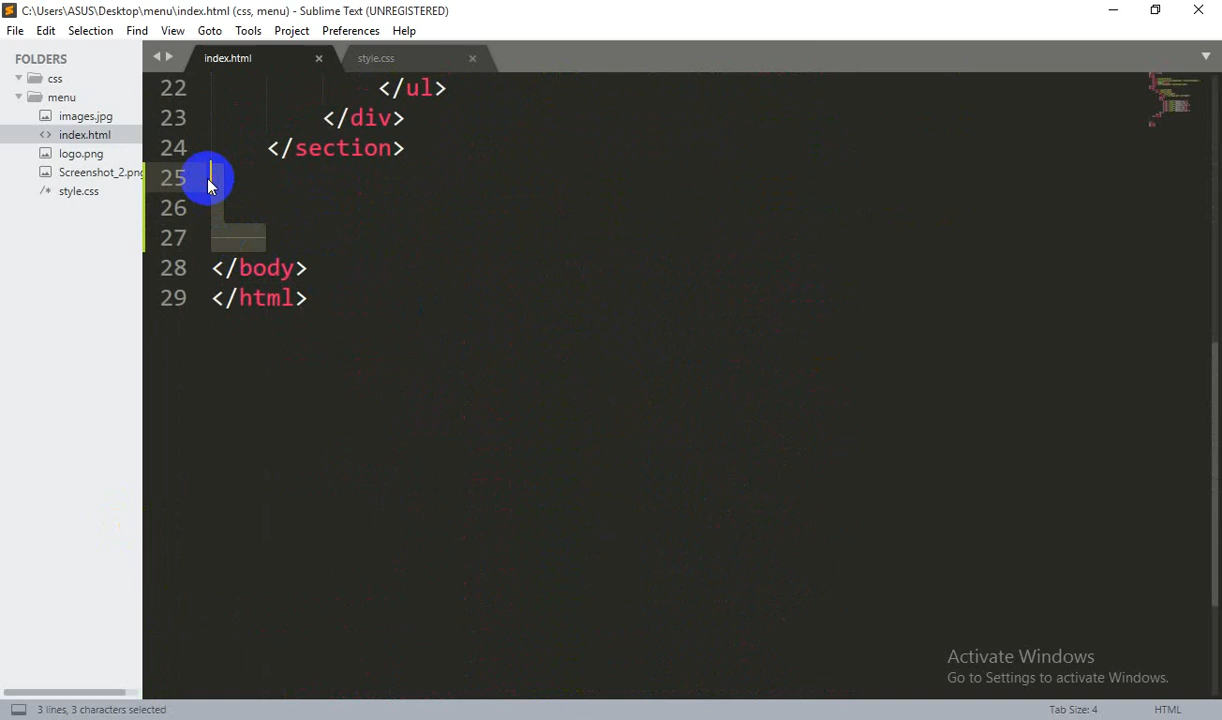 C:\Users\ASUS\Desktop\menu\index.html (css, menu) - Sublime Text (UNREGISTERED)
File Edit Selection Find View Goto Tools Project Preferences Help
FOLDERS
css
menu
images.jpg
index.html
logo.png
Screenshot_2.png
/* style.css
index.html
style.css
22 </ul>
23 </div>
24 </section>
25
26
27
28 </body>
29 </html>
Activate Windows
Go to Settings to activate Windows.
3 lines, 3 characters selected
Tab Size: 4
HTML